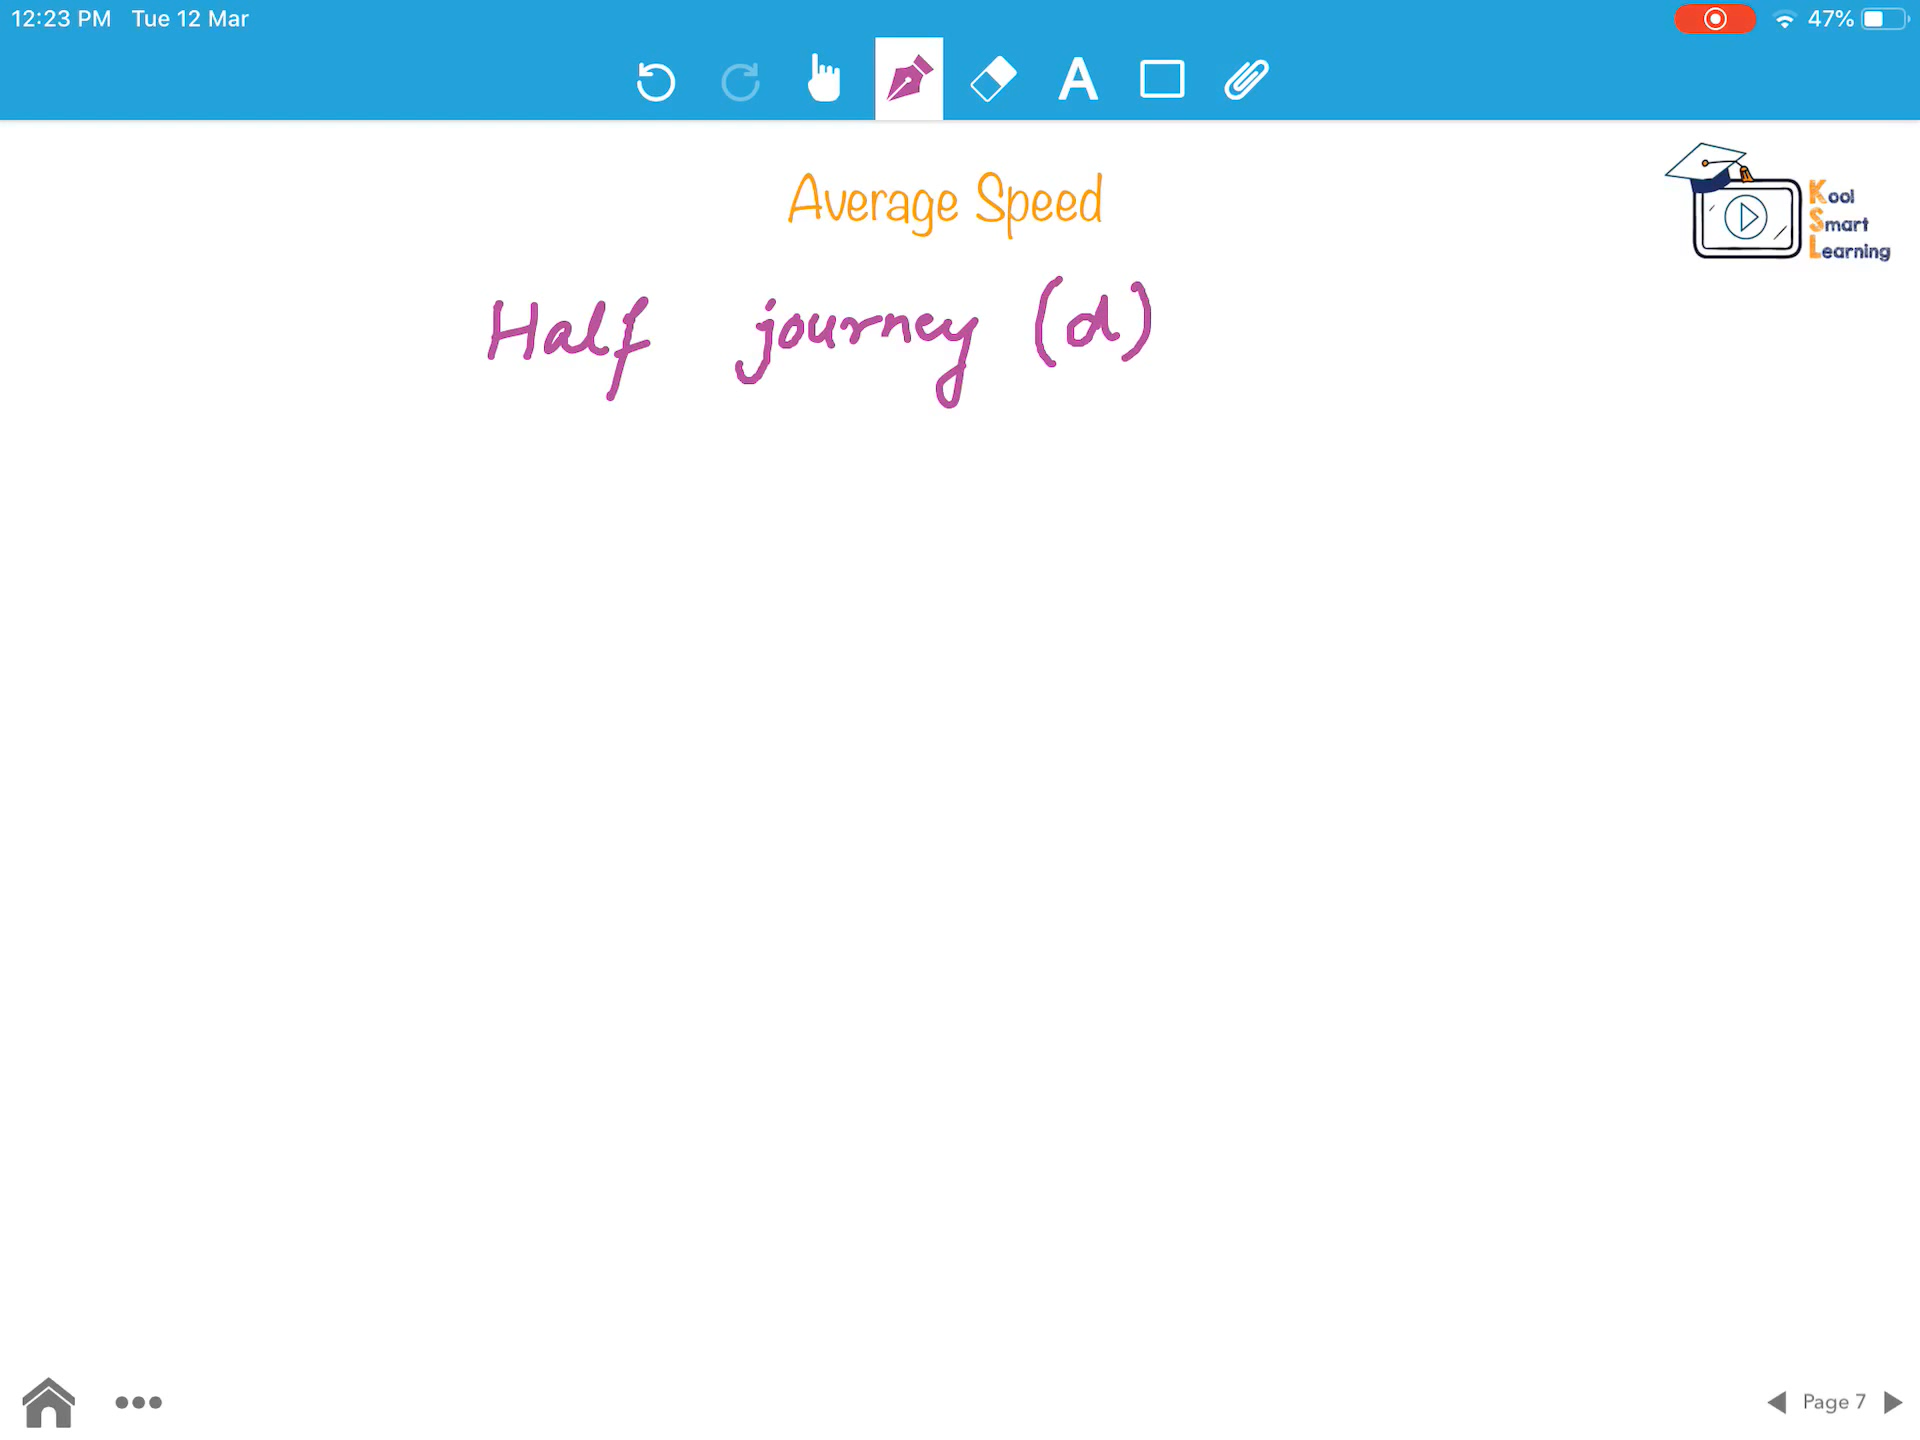 12:23 PM Tue 12 Mar
47%
A
Average Speed
Kool
Smart
Learning
Half journey (d)
Page 7